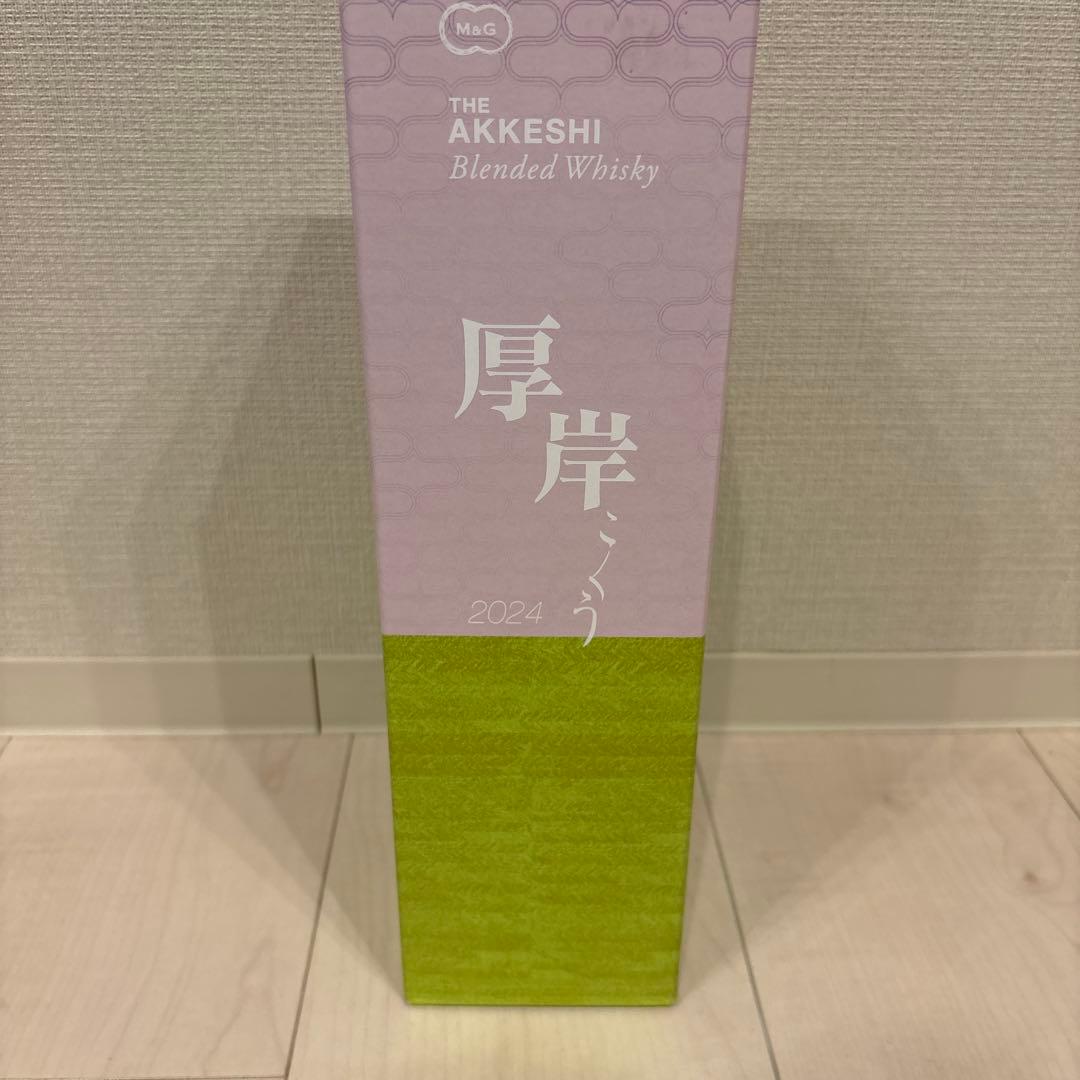 M&G
THE
AKKESHI
Blended Whisky
厚岸
こくう
2024